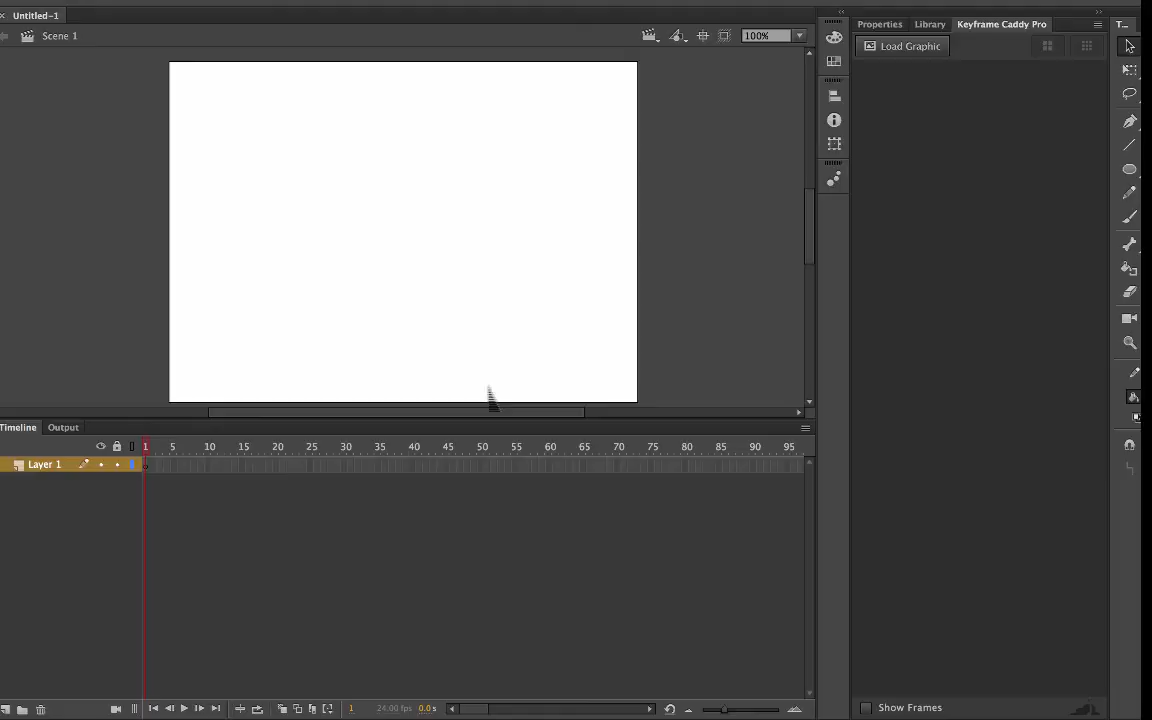 Untitled-1
Scene 1
100%
Properties Library Keyframe Caddy Pro T...
Load Graphic
Timeline Output
1 5 10 15 20 25 30 35 40 45 50 55 60 65 70 75 80 85 90 95
Layer 1
1 24.00 fps 0.0 s
Show Frames